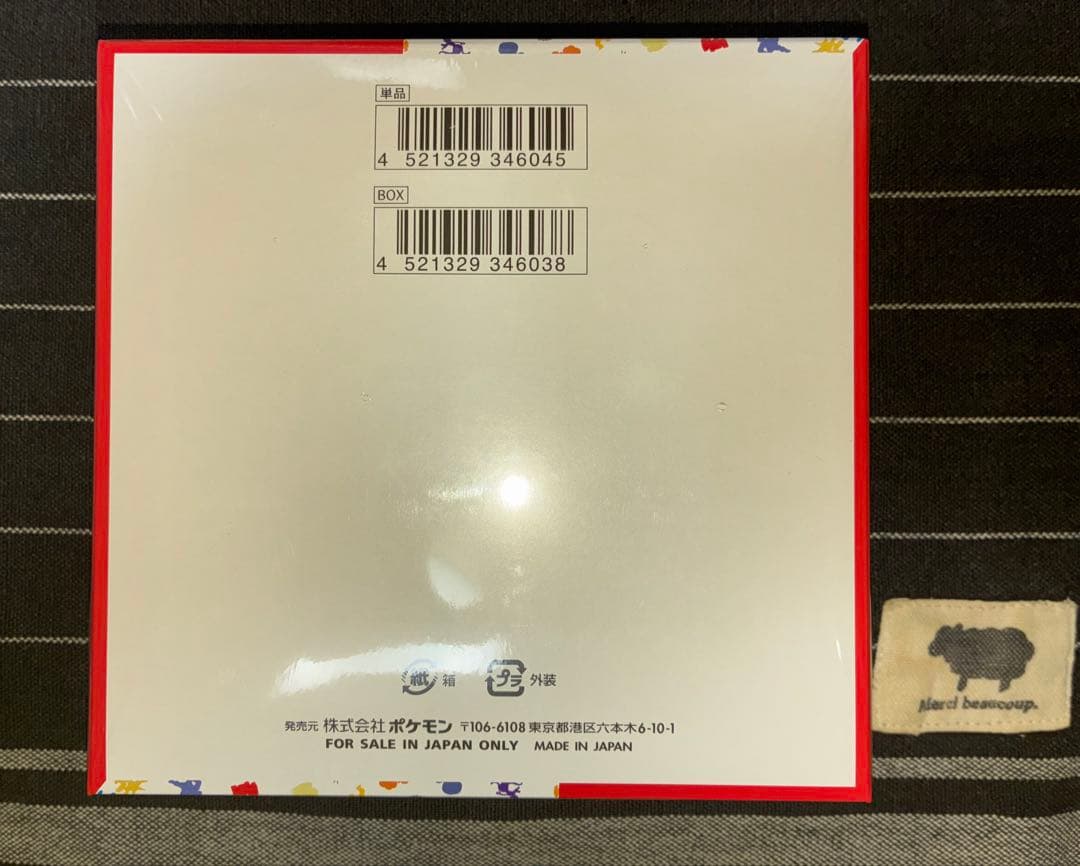 単品
4 521329 346045
BOX
4 521329 346038
紙 箱 プラ 外装
発売元 株式会社 ポケモン 〒106-6108 東京都港区六本木6-10-1
FOR SALE IN JAPAN ONLY MADE IN JAPAN
Merci beaucoup.